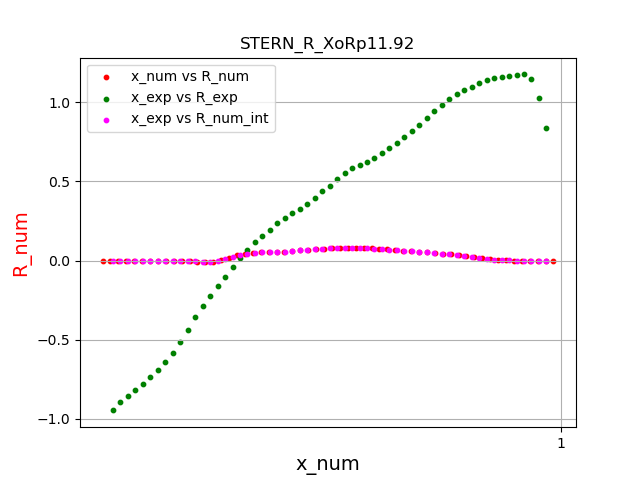 STERN_R_XoRp11.92
x_num vs R_num
x_exp vs R_exp
x_exp vs R_num_int
1.0
0.5
0.0
−0.5
−1.0
R_num
1
x_num